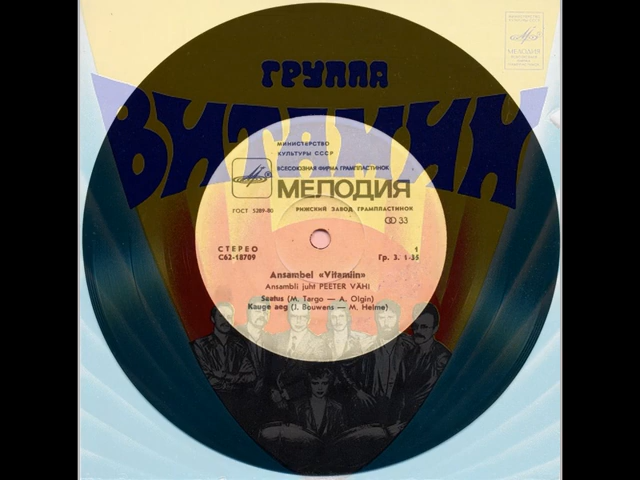 ГРУППА
ВИТАМИН
МИНИСТЕРСТВО
КУЛЬТУРЫ СССР
ВСЕСОЮЗНАЯ ФИРМА ГРАМПЛАСТИНОК
МЕЛОДИЯ
ГОСТ 5289-80
РИЖСКИЙ ЗАВОД ГРАМПЛАСТИНОК
33
СТЕРЕО
1
С62-18709
Гр. 3. 1-35
Ansambel «Vitamiin»
Ansambli juht PEETER VÄHI
Saatus (M. Targo — A. Olgin)
Kauge aeg (J. Bouwens — M. Helme)
МЕЛОДИЯ